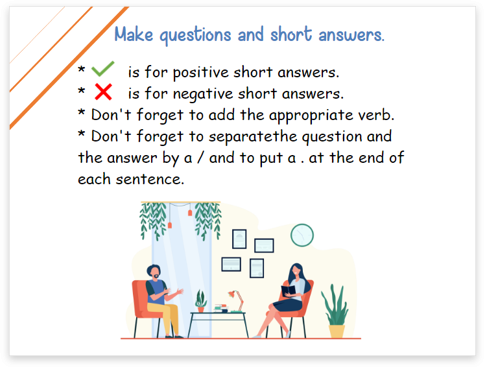 Make questions and short answers.
* ✓ is for positive short answers.
* ✗ is for negative short answers.
* Don't forget to add the appropriate verb.
* Don't forget to separatethe question and
the answer by a / and to put a . at the end of
each sentence.